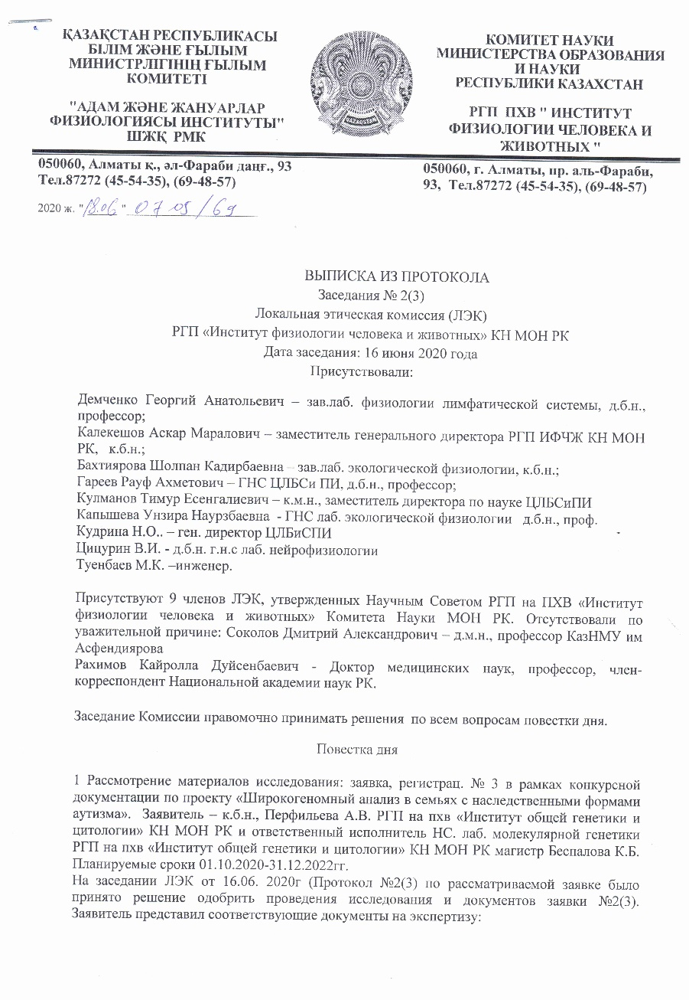 ҚАЗАҚСТАН РЕСПУБЛИКАСЫ
БІЛІМ ЖӘНЕ ҒЫЛЫМ
МИНИСТРЛІГІНІҢ ҒЫЛЫМ
КОМИТЕТІ
"АДАМ ЖӘНЕ ЖАНУАРЛАР
ФИЗИОЛОГИЯСЫ ИНСТИТУТЫ"
ШЖҚ РМК
050060, Алматы қ., әл-Фараби даңғ., 93
Тел.87272 (45-54-35), (69-48-57)
2020 ж. "18.06" 07 05/69
QAZAQSTAN
КОМИТЕТ НАУКИ
МИНИСТЕРСТВА ОБРАЗОВАНИЯ
И НАУКИ
РЕСПУБЛИКИ КАЗАХСТАН
РГП ПХВ " ИНСТИТУТ
ФИЗИОЛОГИИ ЧЕЛОВЕКА И
ЖИВОТНЫХ "
050060, г. Алматы, пр. аль-Фараби,
93, Тел.87272 (45-54-35), (69-48-57)
ВЫПИСКА ИЗ ПРОТОКОЛА
Заседания № 2(3)
Локальная этическая комиссия (ЛЭК)
РГП «Институт физиологии человека и животных» КН МОН РК
Дата заседания: 16 июня 2020 года
Присутствовали:
Демченко Георгий Анатольевич – зав.лаб. физиологии лимфатической системы, д.б.н.,
профессор;
Калекешов Аскар Маралович – заместитель генерального директора РГП ИФЧЖ КН МОН
РК, к.б.н.;
Бахтиярова Шолпан Кадирбаевна – зав.лаб. экологической физиологии, к.б.н.;
Гареев Рауф Ахметович – ГНС ЦЛБСи ПИ, д.б.н., профессор;
Кулманов Тимур Есенгалиевич – к.м.н., заместитель директора по науке ЦЛБСиПИ
Капышева Унзира Наурзбаевна - ГНС лаб. экологической физиологии д.б.н., проф.
Кудрина Н.О.. – ген. директор ЦЛБиСПИ
Цицурин В.И. - д.б.н. г.н.с лаб. нейрофизиологии
Туенбаев М.К. –инженер.
Присутствуют 9 членов ЛЭК, утвержденных Научным Советом РГП на ПХВ «Институт
физиологии человека и животных» Комитета Науки МОН РК. Отсутствовали по
уважительной причине: Соколов Дмитрий Александрович – д.м.н., профессор КазНМУ им
Асфендиярова
Рахимов Кайролла Дуйсенбаевич - Доктор медицинских наук, профессор, член-
корреспондент Национальной академии наук РК.
Заседание Комиссии правомочно принимать решения по всем вопросам повестки дня.
Повестка дня
1 Рассмотрение материалов исследования: заявка, регистрац. № 3 в рамках конкурсной
документации по проекту «Широкогеномный анализ в семьях с наследственными формами
аутизма». Заявитель – к.б.н., Перфильева А.В. РГП на пхв «Институт общей генетики и
цитологии» КН МОН РК и ответственный исполнитель НС. лаб. молекулярной генетики
РГП на пхв «Институт общей генетики и цитологии» КН МОН РК магистр Беспалова К.Б.
Планируемые сроки 01.10.2020-31.12.2022гг.
На заседании ЛЭК от 16.06. 2020г (Протокол №2(3) по рассматриваемой заявке было
принято решение одобрить проведения исследования и документов заявки №2(3).
Заявитель представил соответствующие документы на экспертизу: